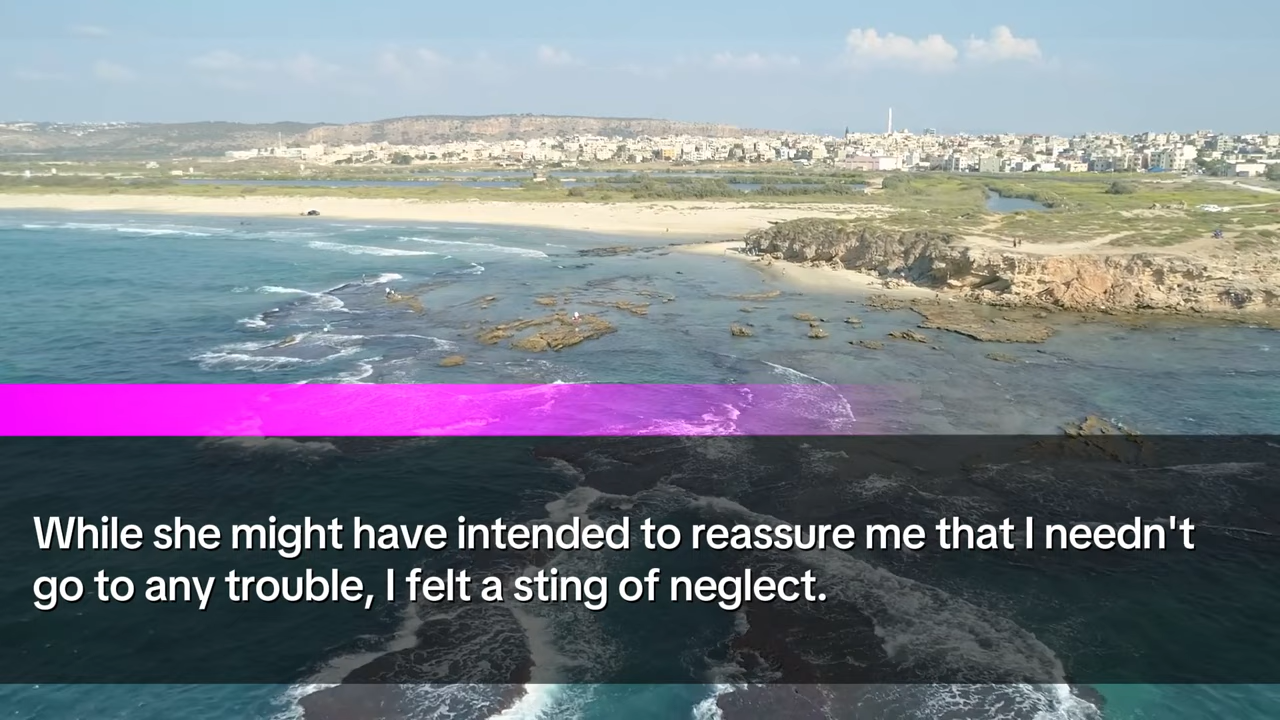 While she might have intended to reassure me that I needn't
go to any trouble, I felt a sting of neglect.